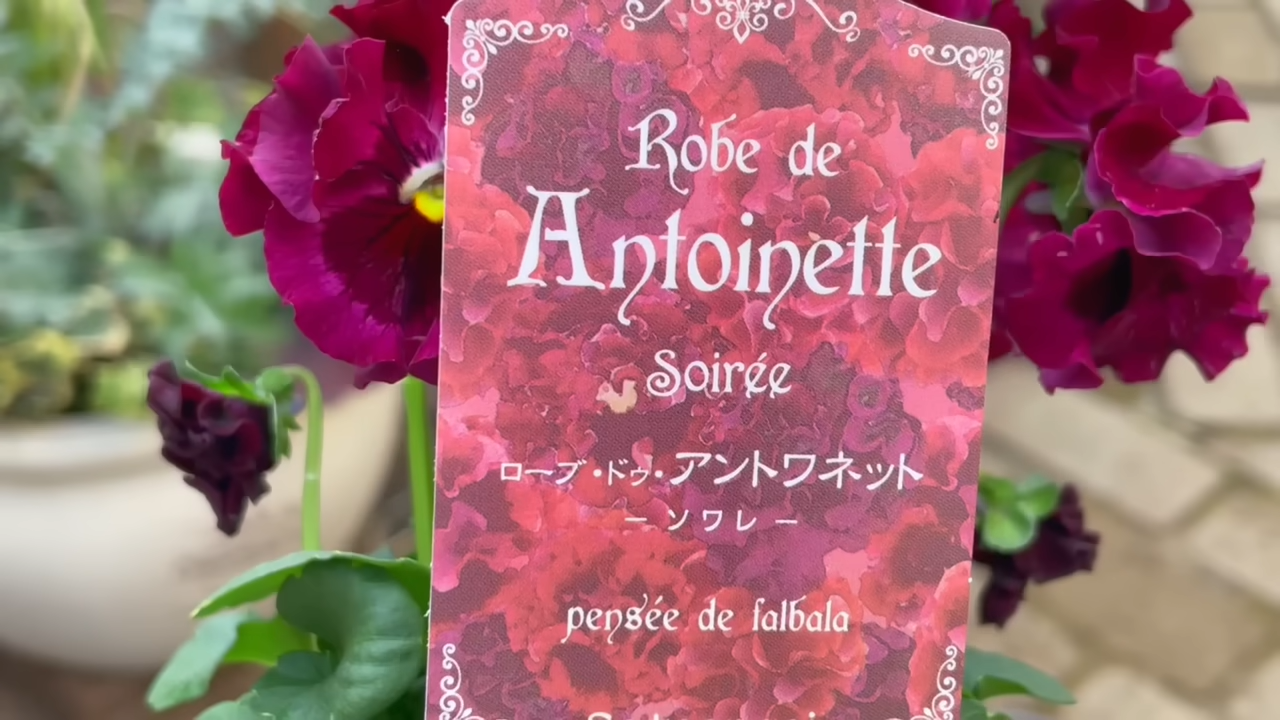 Robe de
Antoinette
Soirée
ローブ・ドゥ・アントワネット
ー ソワレ ー
pensée de falbala